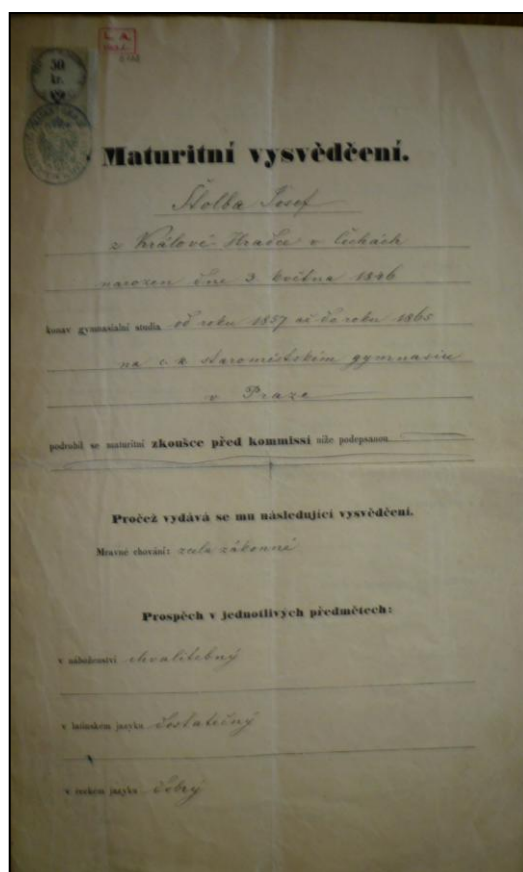 50
kr.
L. A.
Maturitní vysvědčení.
Štolba Josef
z Králové Hradce v Čechách
narozen dne 3 května 1846
konav gymnasialní studia od roku 1857 až do roku 1865
na c. k. staroměstském gymnasiu
v Praze
podrobil se maturitní zkoušce před kommissí níže podepsanou
Pročež vydává se mu následující vysvědčení.
Mravné chování: zcela zákonné
Prospěch v jednotlivých předmětech:
v náboženství chvalitebný
v latinském jazyku dostatečný
v českém jazyku dobrý